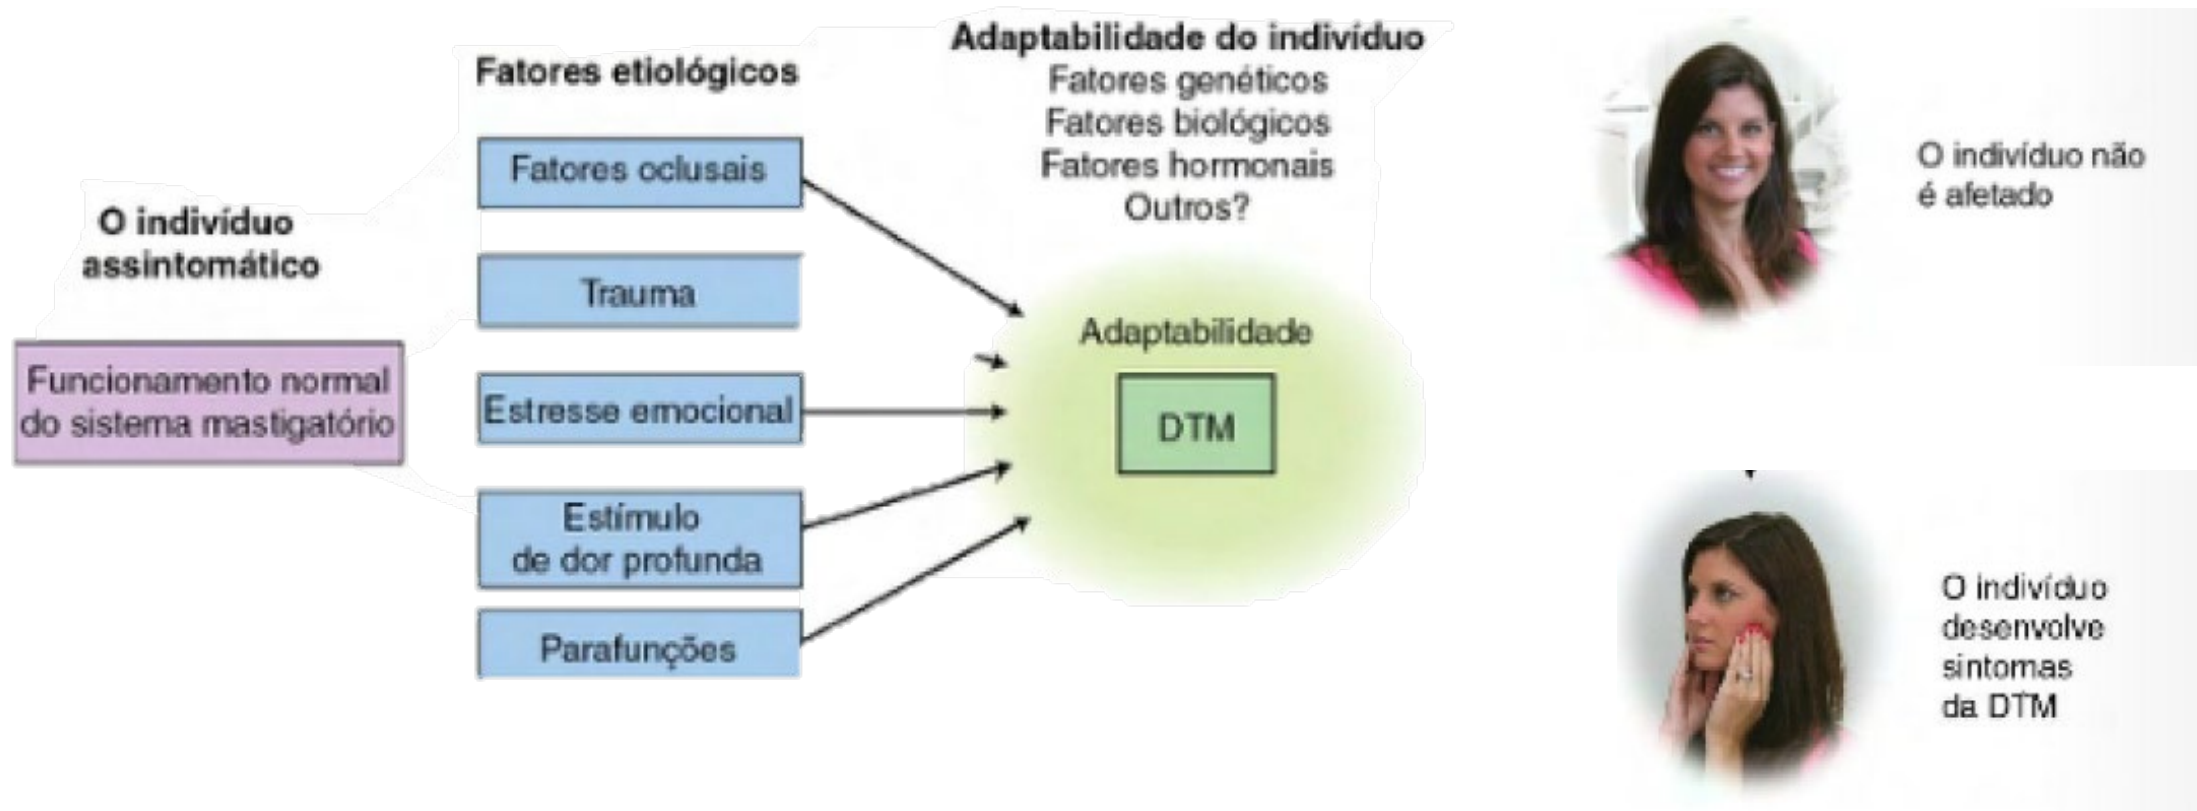 O indivíduo
assintomático
Funcionamento normal
do sistema mastigatório
Fatores etiológicos
Fatores oclusais
Trauma
Estresse emocional
Estímulo
de dor profunda
Parafunções
Adaptabilidade do indivíduo
Fatores genéticos
Fatores biológicos
Fatores hormonais
Outros?
Adaptabilidade
DTM
O indivíduo não
é afetado
O indivíduo
desenvolve
sintomas
da DTM